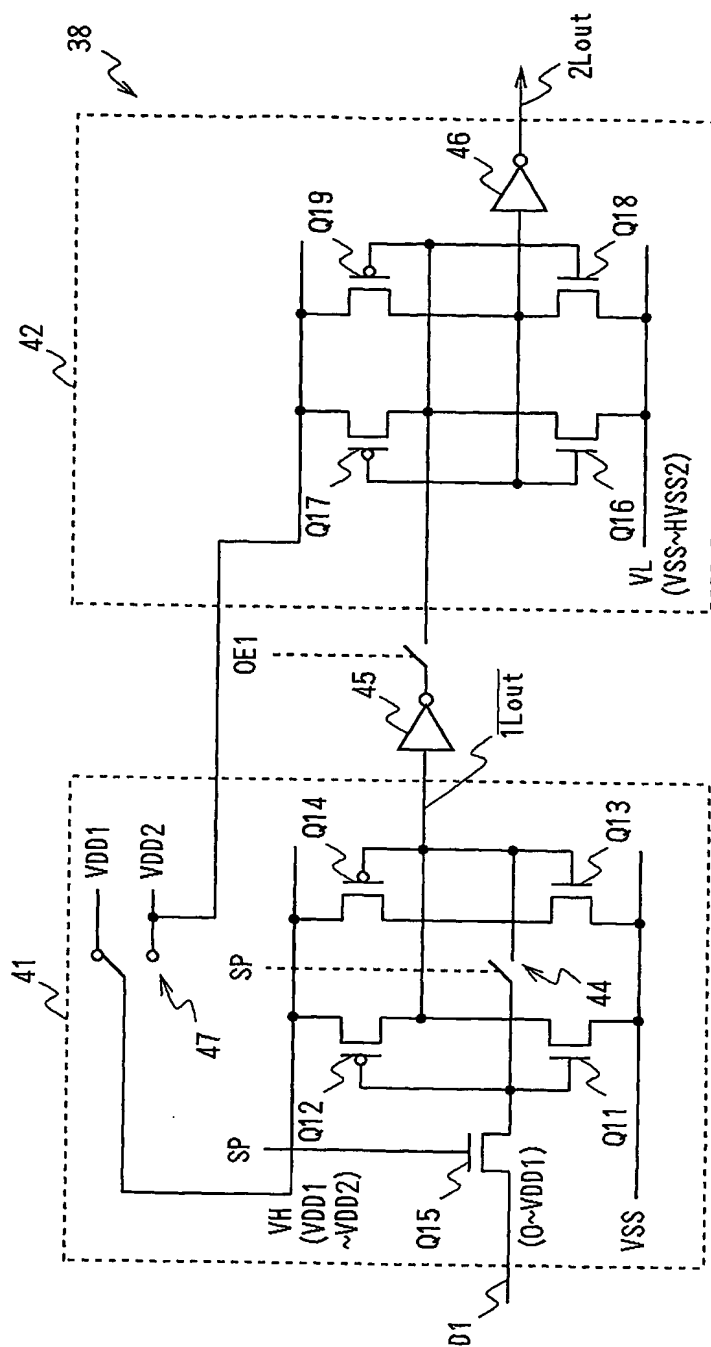 38
41
42
VDD1
VDD2
47
SP
SP
VH
(VDD1
~VDD2)
Q12
Q14
Q15
(0~VDD1)
44
Q11
Q13
VSS
D1
OE1
45
1Lout
Q17
Q19
Q16
Q18
VL
(VSS~HVSS2)
46
2Lout